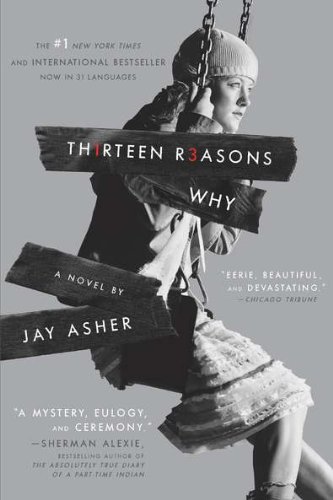 THE #1 NEW YORK TIMES
AND INTERNATIONAL BESTSELLER
NOW IN 31 LANGUAGES
TH1RTEEN R3ASONS
WHY
A NOVEL BY
JAY ASHER
"EERIE, BEAUTIFUL,
AND DEVASTATING."
—CHICAGO TRIBUNE
"A MYSTERY, EULOGY,
AND CEREMONY."
—SHERMAN ALEXIE,
BESTSELLING AUTHOR OF
THE ABSOLUTELY TRUE DIARY
OF A PART-TIME INDIAN